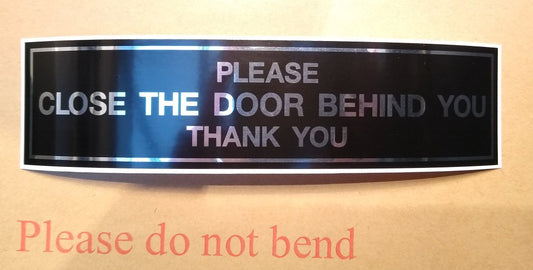 PLEASE
CLOSE THE DOOR BEHIND YOU
THANK YOU
Please do not bend